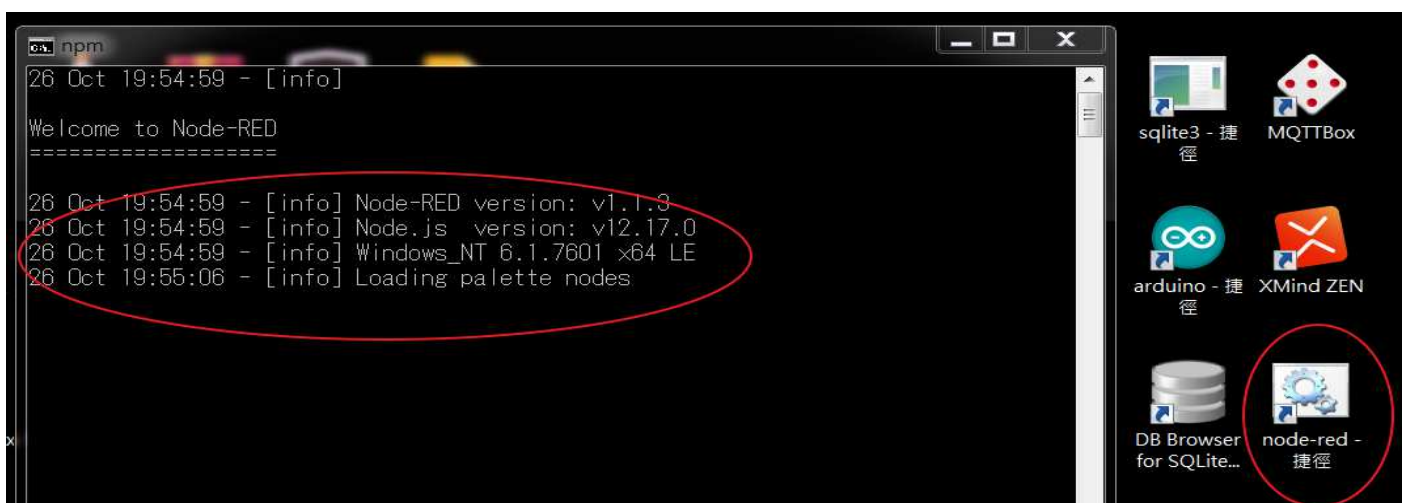 npm
26 Oct 19:54:59 - [info]
Welcome to Node-RED
===================
26 Oct 19:54:59 - [info] Node-RED version: v1.1.3
26 Oct 19:54:59 - [info] Node.js  version: v12.17.0
26 Oct 19:54:59 - [info] Windows_NT 6.1.7601 x64 LE
26 Oct 19:55:06 - [info] Loading palette nodes
sqlite3 - 捷
徑
MQTTBox
arduino - 捷
徑
XMind ZEN
DB Browser
for SQLite...
node-red -
捷徑